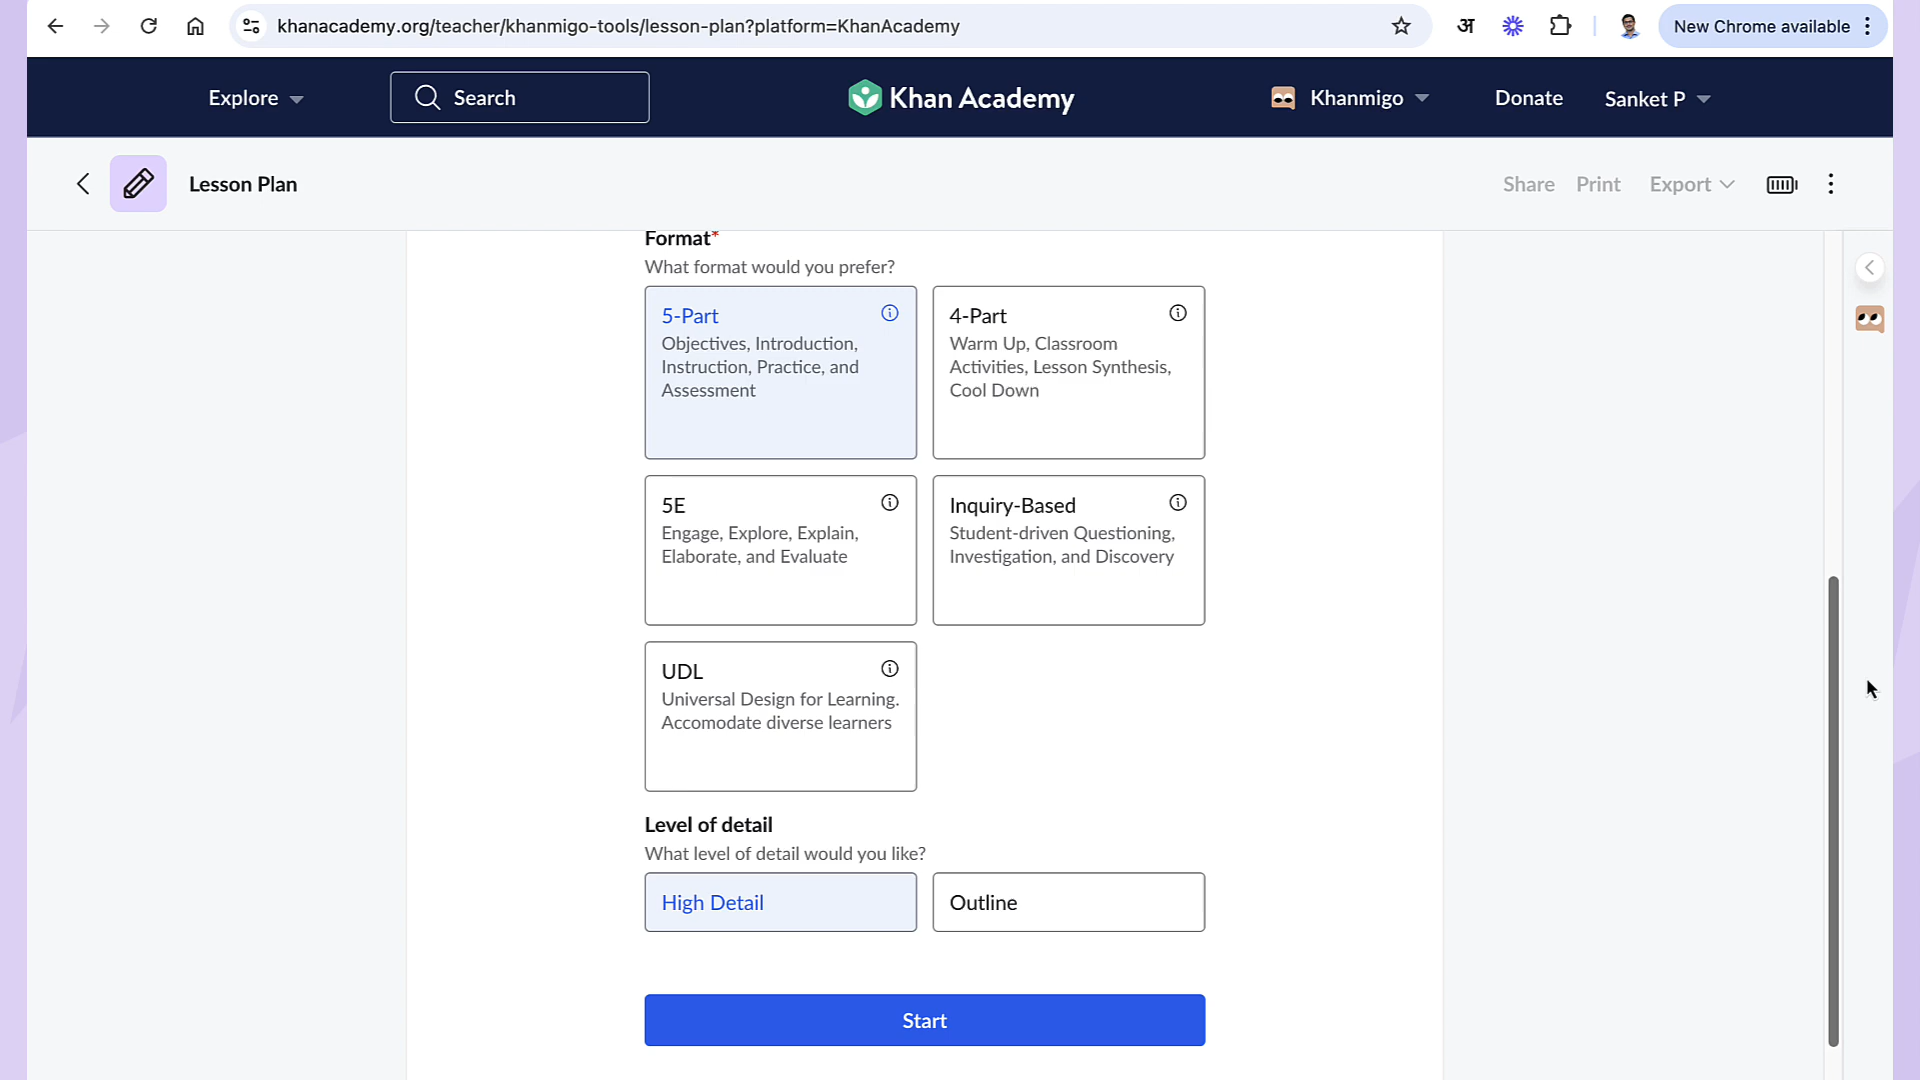 khanacademy.org/teacher/khanmigo-tools/lesson-plan?platform=KhanAcademy
अ
New Chrome available
Explore
Search
Khan Academy
Khanmigo
Donate
Sanket P
Lesson Plan
Share
Print
Export
Format*
What format would you prefer?
5-Part
Objectives, Introduction,
Instruction, Practice, and
Assessment
4-Part
Warm Up, Classroom
Activities, Lesson Synthesis,
Cool Down
5E
Engage, Explore, Explain,
Elaborate, and Evaluate
Inquiry-Based
Student-driven Questioning,
Investigation, and Discovery
UDL
Universal Design for Learning.
Accomodate diverse learners
Level of detail
What level of detail would you like?
High Detail
Outline
Start